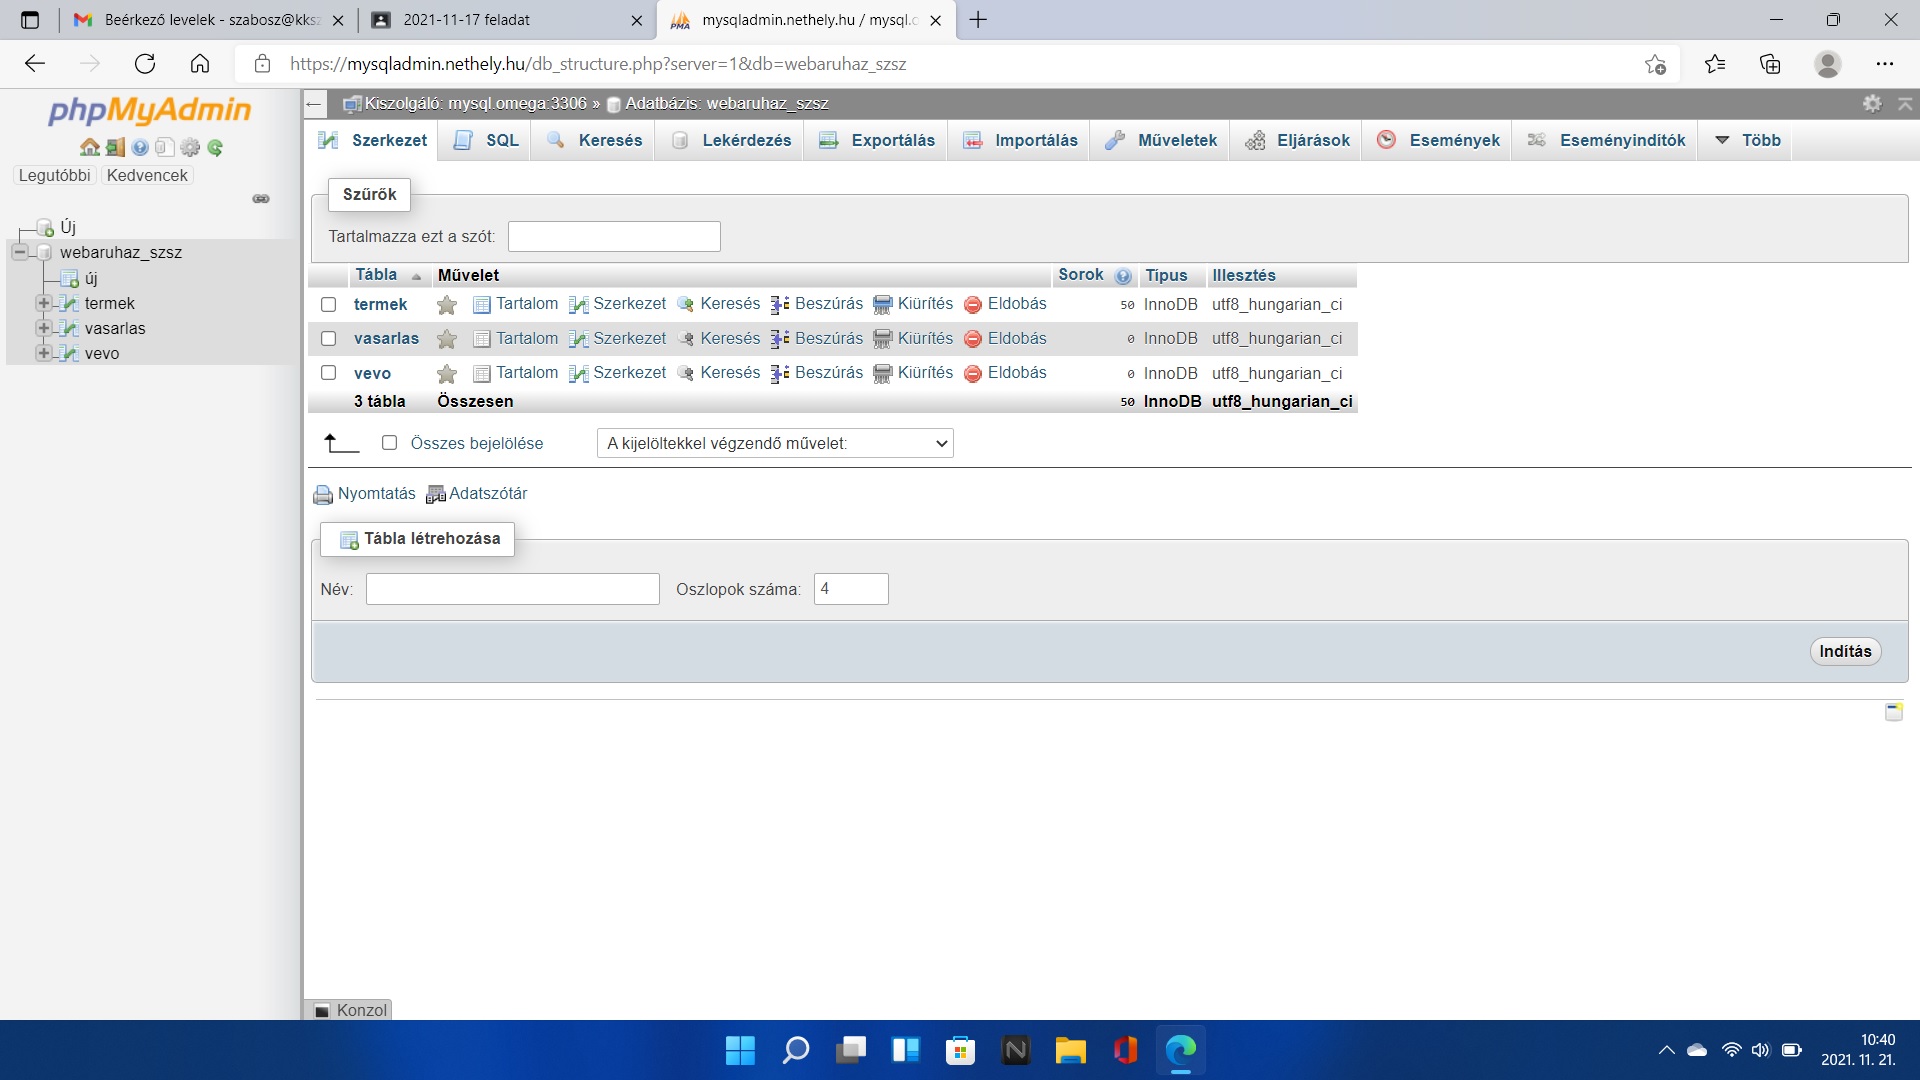 Beérkező levelek - szabosz@kksz
2021-11-17 feladat
mysqladmin.nethely.hu / mysql.o
https://mysqladmin.nethely.hu/db_structure.php?server=1&db=webaruhaz_szsz
phpMyAdmin
Legutóbbi Kedvencek
Új
webaruhaz_szsz
új
termek
vasarlas
vevo
Kiszolgáló: mysql.omega:3306 » Adatbázis: webaruhaz_szsz
Szerkezet SQL Keresés Lekérdezés Exportálás Importálás Műveletek Eljárások Események Eseményindítók Több
Szűrők
Tartalmazza ezt a szót:
Tábla Művelet Sorok Típus Illesztés
termek Tartalom Szerkezet Keresés Beszúrás Kiürítés Eldobás 50 InnoDB utf8_hungarian_ci
vasarlas Tartalom Szerkezet Keresés Beszúrás Kiürítés Eldobás 0 InnoDB utf8_hungarian_ci
vevo Tartalom Szerkezet Keresés Beszúrás Kiürítés Eldobás 0 InnoDB utf8_hungarian_ci
3 tábla Összesen 50 InnoDB utf8_hungarian_ci
Összes bejelölése A kijelöltekkel végzendő művelet:
Nyomtatás Adatszótár
Tábla létrehozása
Név: Oszlopok száma: 4
Indítás
Konzol
10:40
2021. 11. 21.